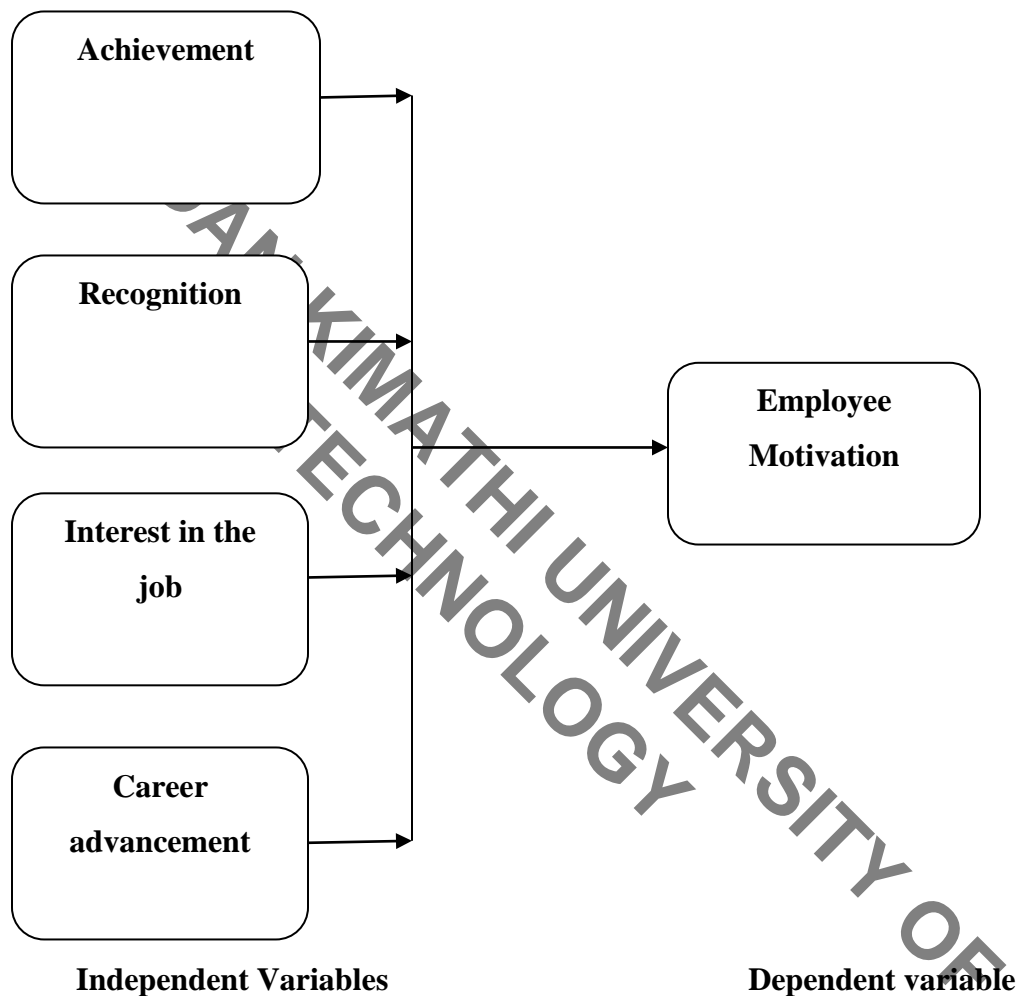 Achievement
Recognition
Interest in the
job
Career
advancement
Employee
Motivation
Independent Variables
Dependent variable
KIMATHI UNIVERSITY OF
TECHNOLOGY